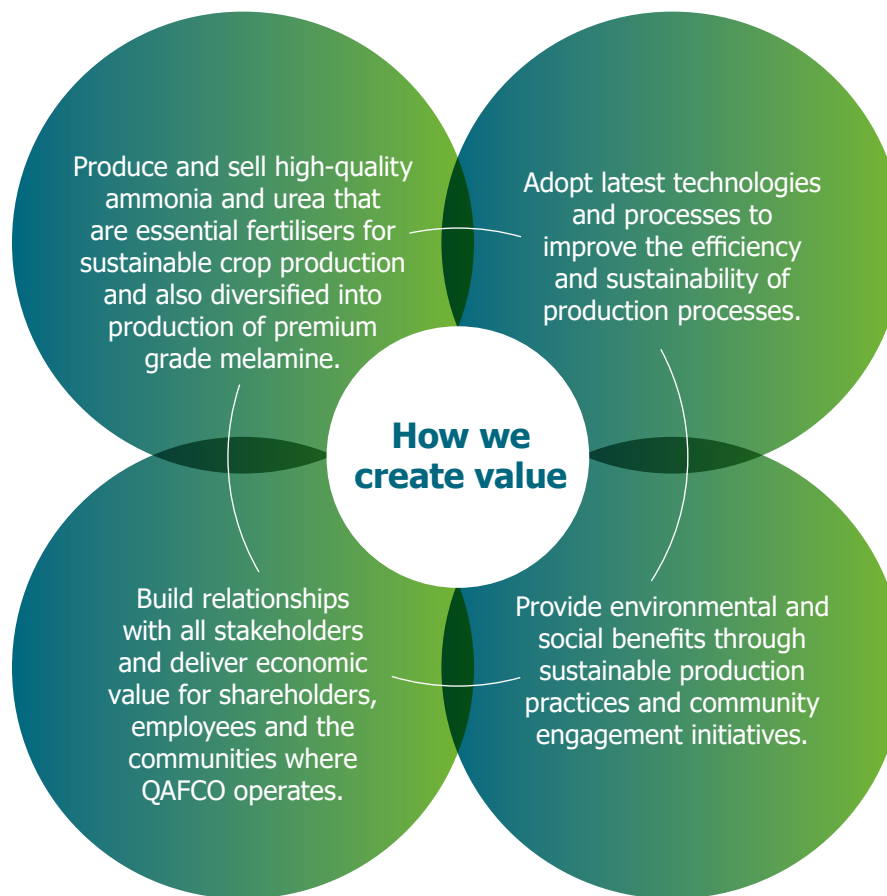 Produce and sell high-quality
ammonia and urea that
are essential fertilisers for
sustainable crop production
and also diversified into
production of premium
grade melamine.
Adopt latest technologies
and processes to
improve the efficiency
and sustainability of
production processes.
How we
create value
Build relationships
with all stakeholders
and deliver economic
value for shareholders,
employees and the
communities where
QAFCO operates.
Provide environmental and
social benefits through
sustainable production
practices and community
engagement initiatives.